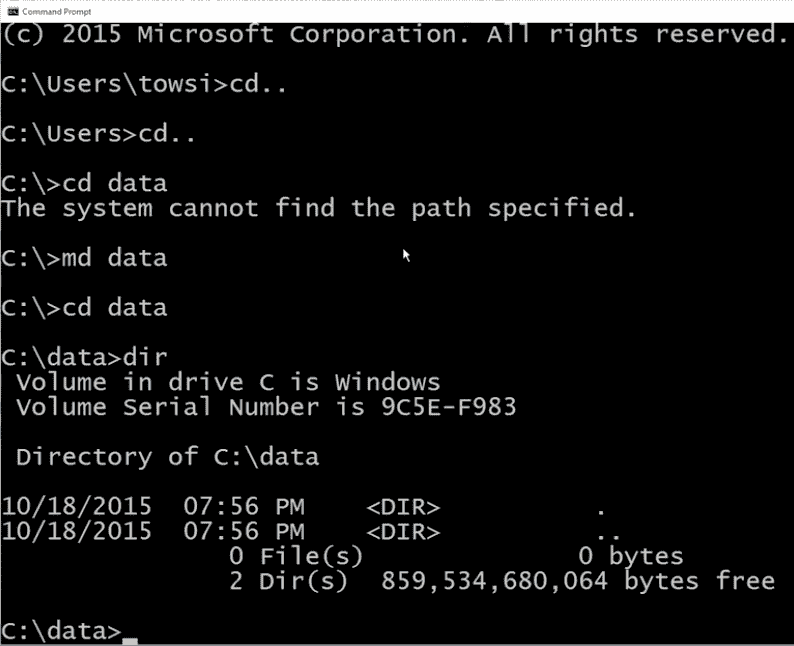 Command Prompt
(c) 2015 Microsoft Corporation. All rights reserved.
C:\Users\towsi>cd..
C:\Users>cd..
C:\>cd data
The system cannot find the path specified.
C:\>md data
C:\>cd data
C:\data>dir
 Volume in drive C is Windows
 Volume Serial Number is 9C5E-F983
 Directory of C:\data
10/18/2015  07:56 PM    <DIR>          .
10/18/2015  07:56 PM    <DIR>          ..
               0 File(s)              0 bytes
               2 Dir(s)  859,534,680,064 bytes free
C:\data>_